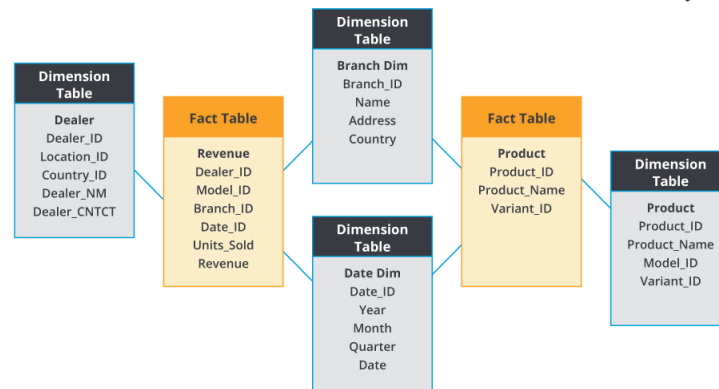 Dimension
Table
Dealer
Dealer_ID
Location_ID
Country_ID
Dealer_NM
Dealer_CNTCT
Fact Table
Revenue
Dealer_ID
Model_ID
Branch_ID
Date_ID
Units_Sold
Revenue
Dimension
Table
Branch Dim
Branch_ID
Name
Address
Country
Dimension
Table
Date Dim
Date_ID
Year
Month
Quarter
Date
Fact Table
Product
Product_ID
Product_Name
Variant_ID
Dimension
Table
Product
Product_ID
Product_Name
Model_ID
Variant_ID